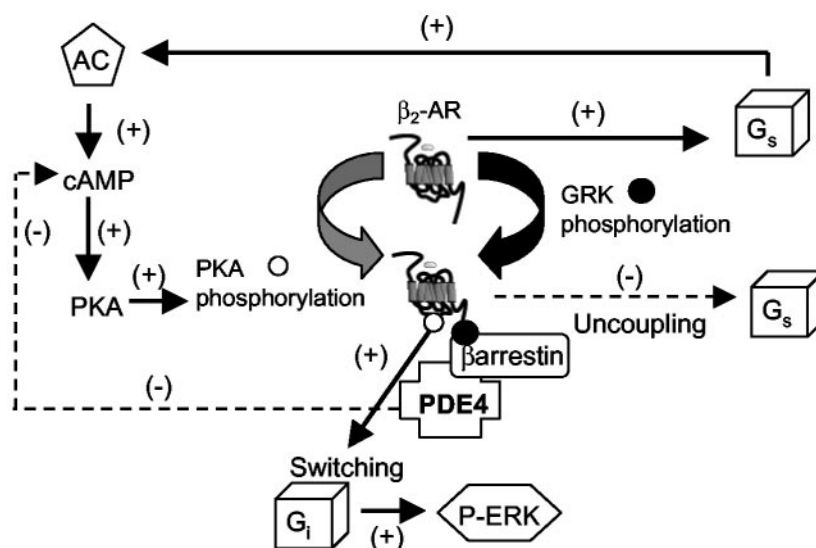 (+)
AC
β₂-AR
(+)
(+)
Gₛ
cAMP
GRK
phosphorylation
(-)
(+)
(+)
PKA
PKA
phosphorylation
(-)
Gₛ
Uncoupling
(+)
βarrestin
(-)
PDE4
Switching
Gᵢ
(+)
P-ERK